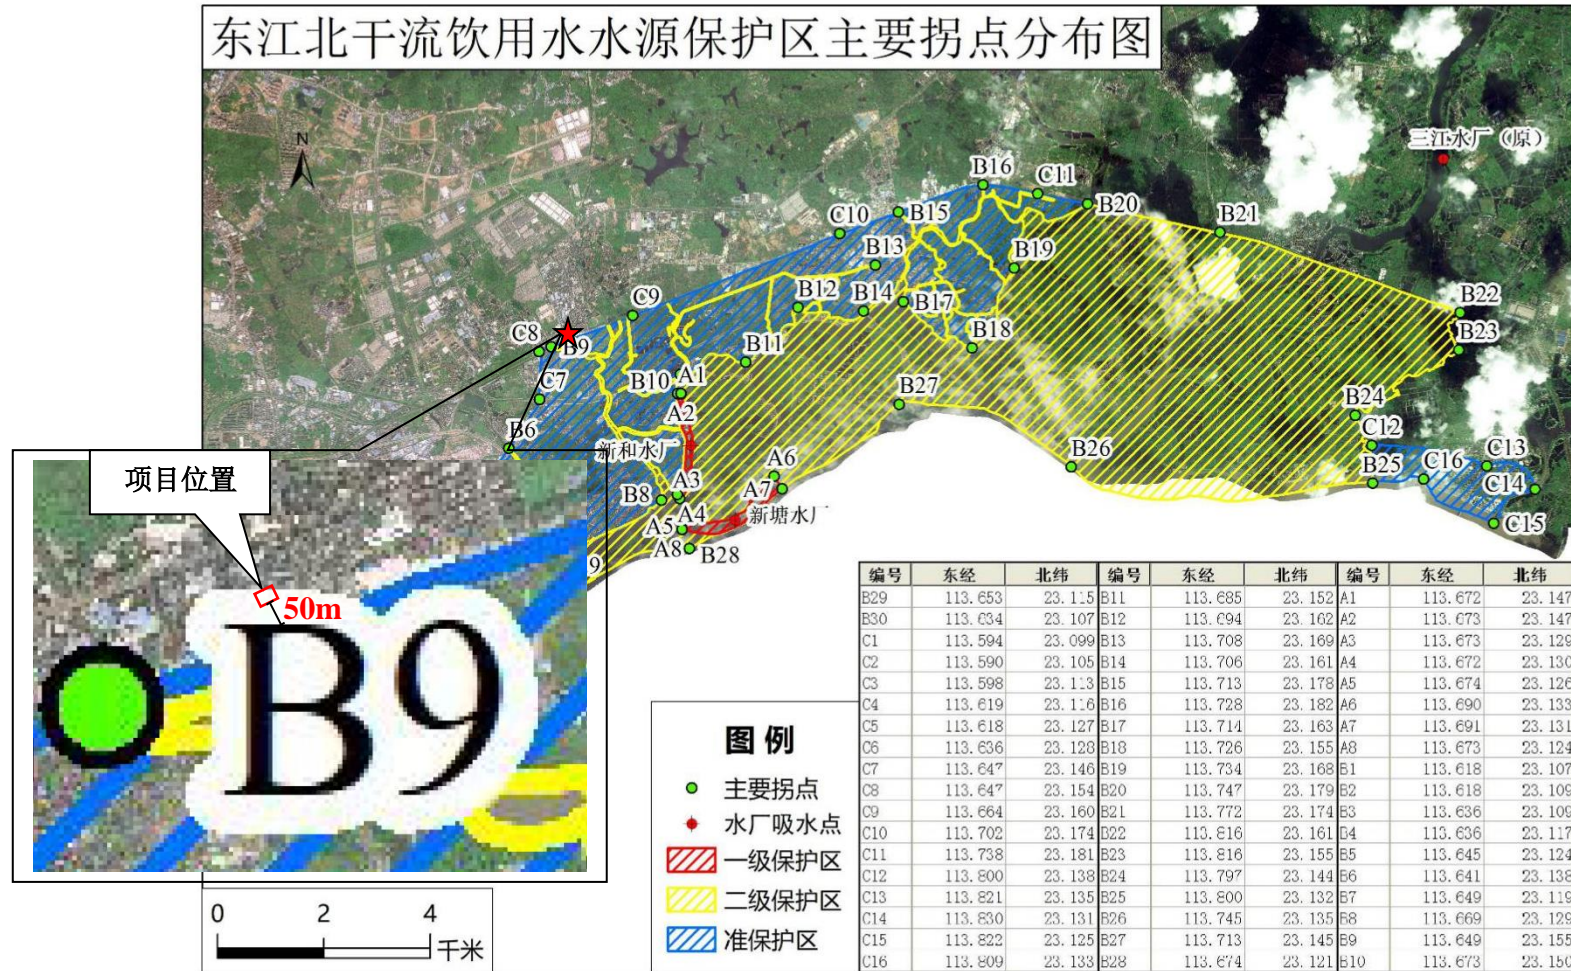 东江北干流饮用水水源保护区主要拐点分布图
N
三江水厂（原）
B16
C11
B20
B15
B21
C10
B13
B19
B22
C9
B12
B14
B17
B23
C8
B9
B18
B11
C7
B10
A1
B27
A2
B24
B6
C12
新和水厂
B26
C13
A6
B25
C16
A3
A7
C14
B8
A4
新塘水厂
A5
C15
A8
B28
9
项目位置
50m
B9
编号 东经 北纬 编号 东经 北纬 编号 东经 北纬
B29 113.653 23.115 B11 113.685 23.152 A1 113.672 23.147
B30 113.634 23.107 B12 113.694 23.162 A2 113.673 23.147
C1 113.594 23.099 B13 113.708 23.169 A3 113.673 23.129
C2 113.590 23.105 B14 113.706 23.161 A4 113.672 23.130
C3 113.598 23.113 B15 113.713 23.178 A5 113.674 23.126
C4 113.619 23.116 B16 113.728 23.182 A6 113.690 23.133
C5 113.618 23.127 B17 113.714 23.163 A7 113.691 23.131
C6 113.636 23.128 B18 113.726 23.155 A8 113.673 23.124
C7 113.647 23.146 B19 113.734 23.168 B1 113.618 23.107
C8 113.647 23.154 B20 113.747 23.179 B2 113.618 23.109
C9 113.664 23.160 B21 113.772 23.174 B3 113.636 23.109
C10 113.702 23.174 B22 113.816 23.161 B4 113.636 23.117
C11 113.738 23.181 B23 113.816 23.155 B5 113.645 23.124
C12 113.800 23.138 B24 113.797 23.144 B6 113.641 23.138
C13 113.821 23.135 B25 113.800 23.132 B7 113.649 23.119
C14 113.830 23.131 B26 113.745 23.135 B8 113.669 23.129
C15 113.822 23.125 B27 113.713 23.145 B9 113.649 23.155
C16 113.809 23.133 B28 113.674 23.121 B10 113.673 23.150
图例
主要拐点
水厂吸水点
一级保护区
二级保护区
准保护区
0 2 4
千米